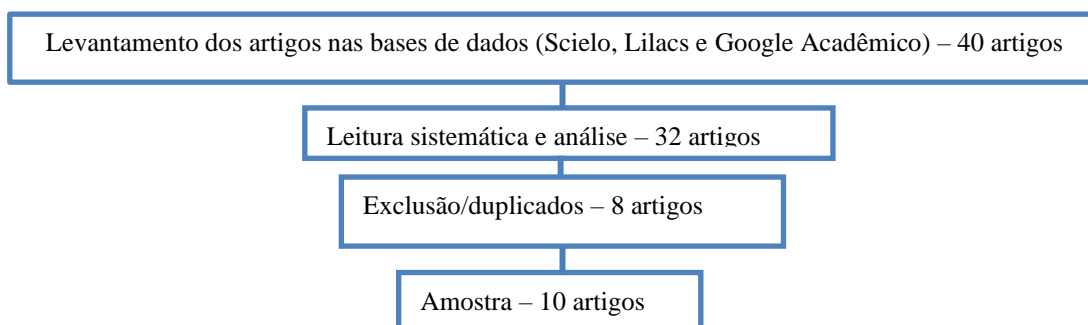 Levantamento dos artigos nas bases de dados (Scielo, Lilacs e Google Acadêmico) – 40 artigos
Leitura sistemática e análise – 32 artigos
Exclusão/duplicados – 8 artigos
Amostra – 10 artigos